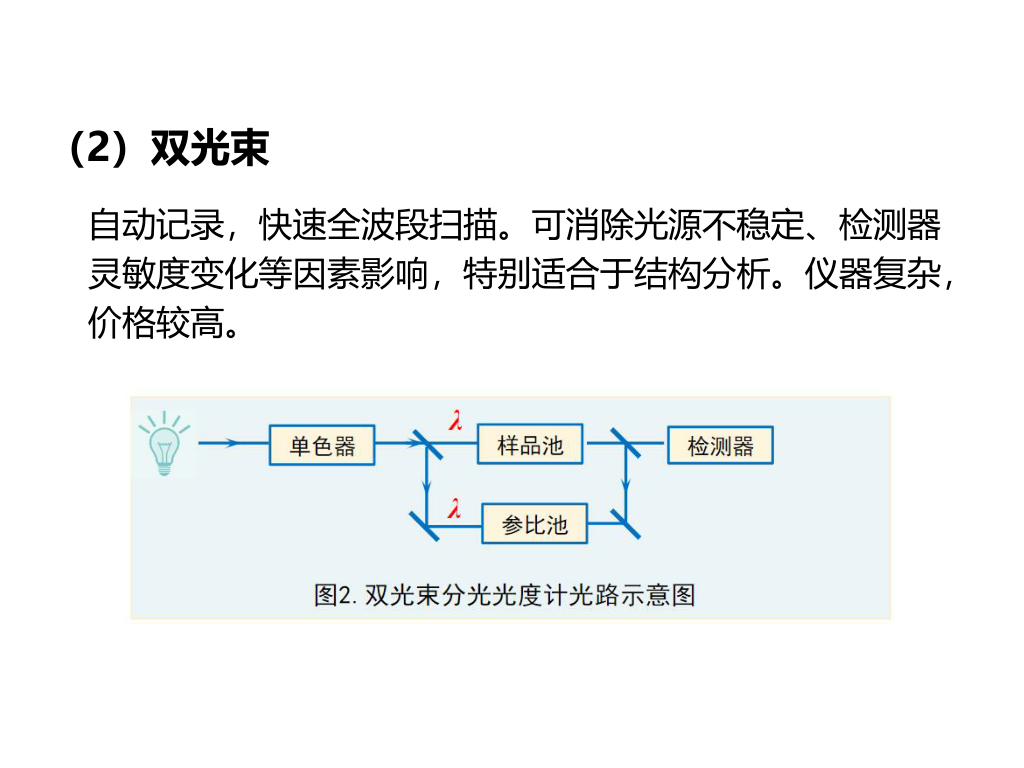 （2）双光束
自动记录，快速全波段扫描。可消除光源不稳定、检测器
灵敏度变化等因素影响，特别适合于结构分析。仪器复杂，
价格较高。
λ
单色器
样品池
检测器
λ
参比池
图2.双光束分光光度计光路示意图